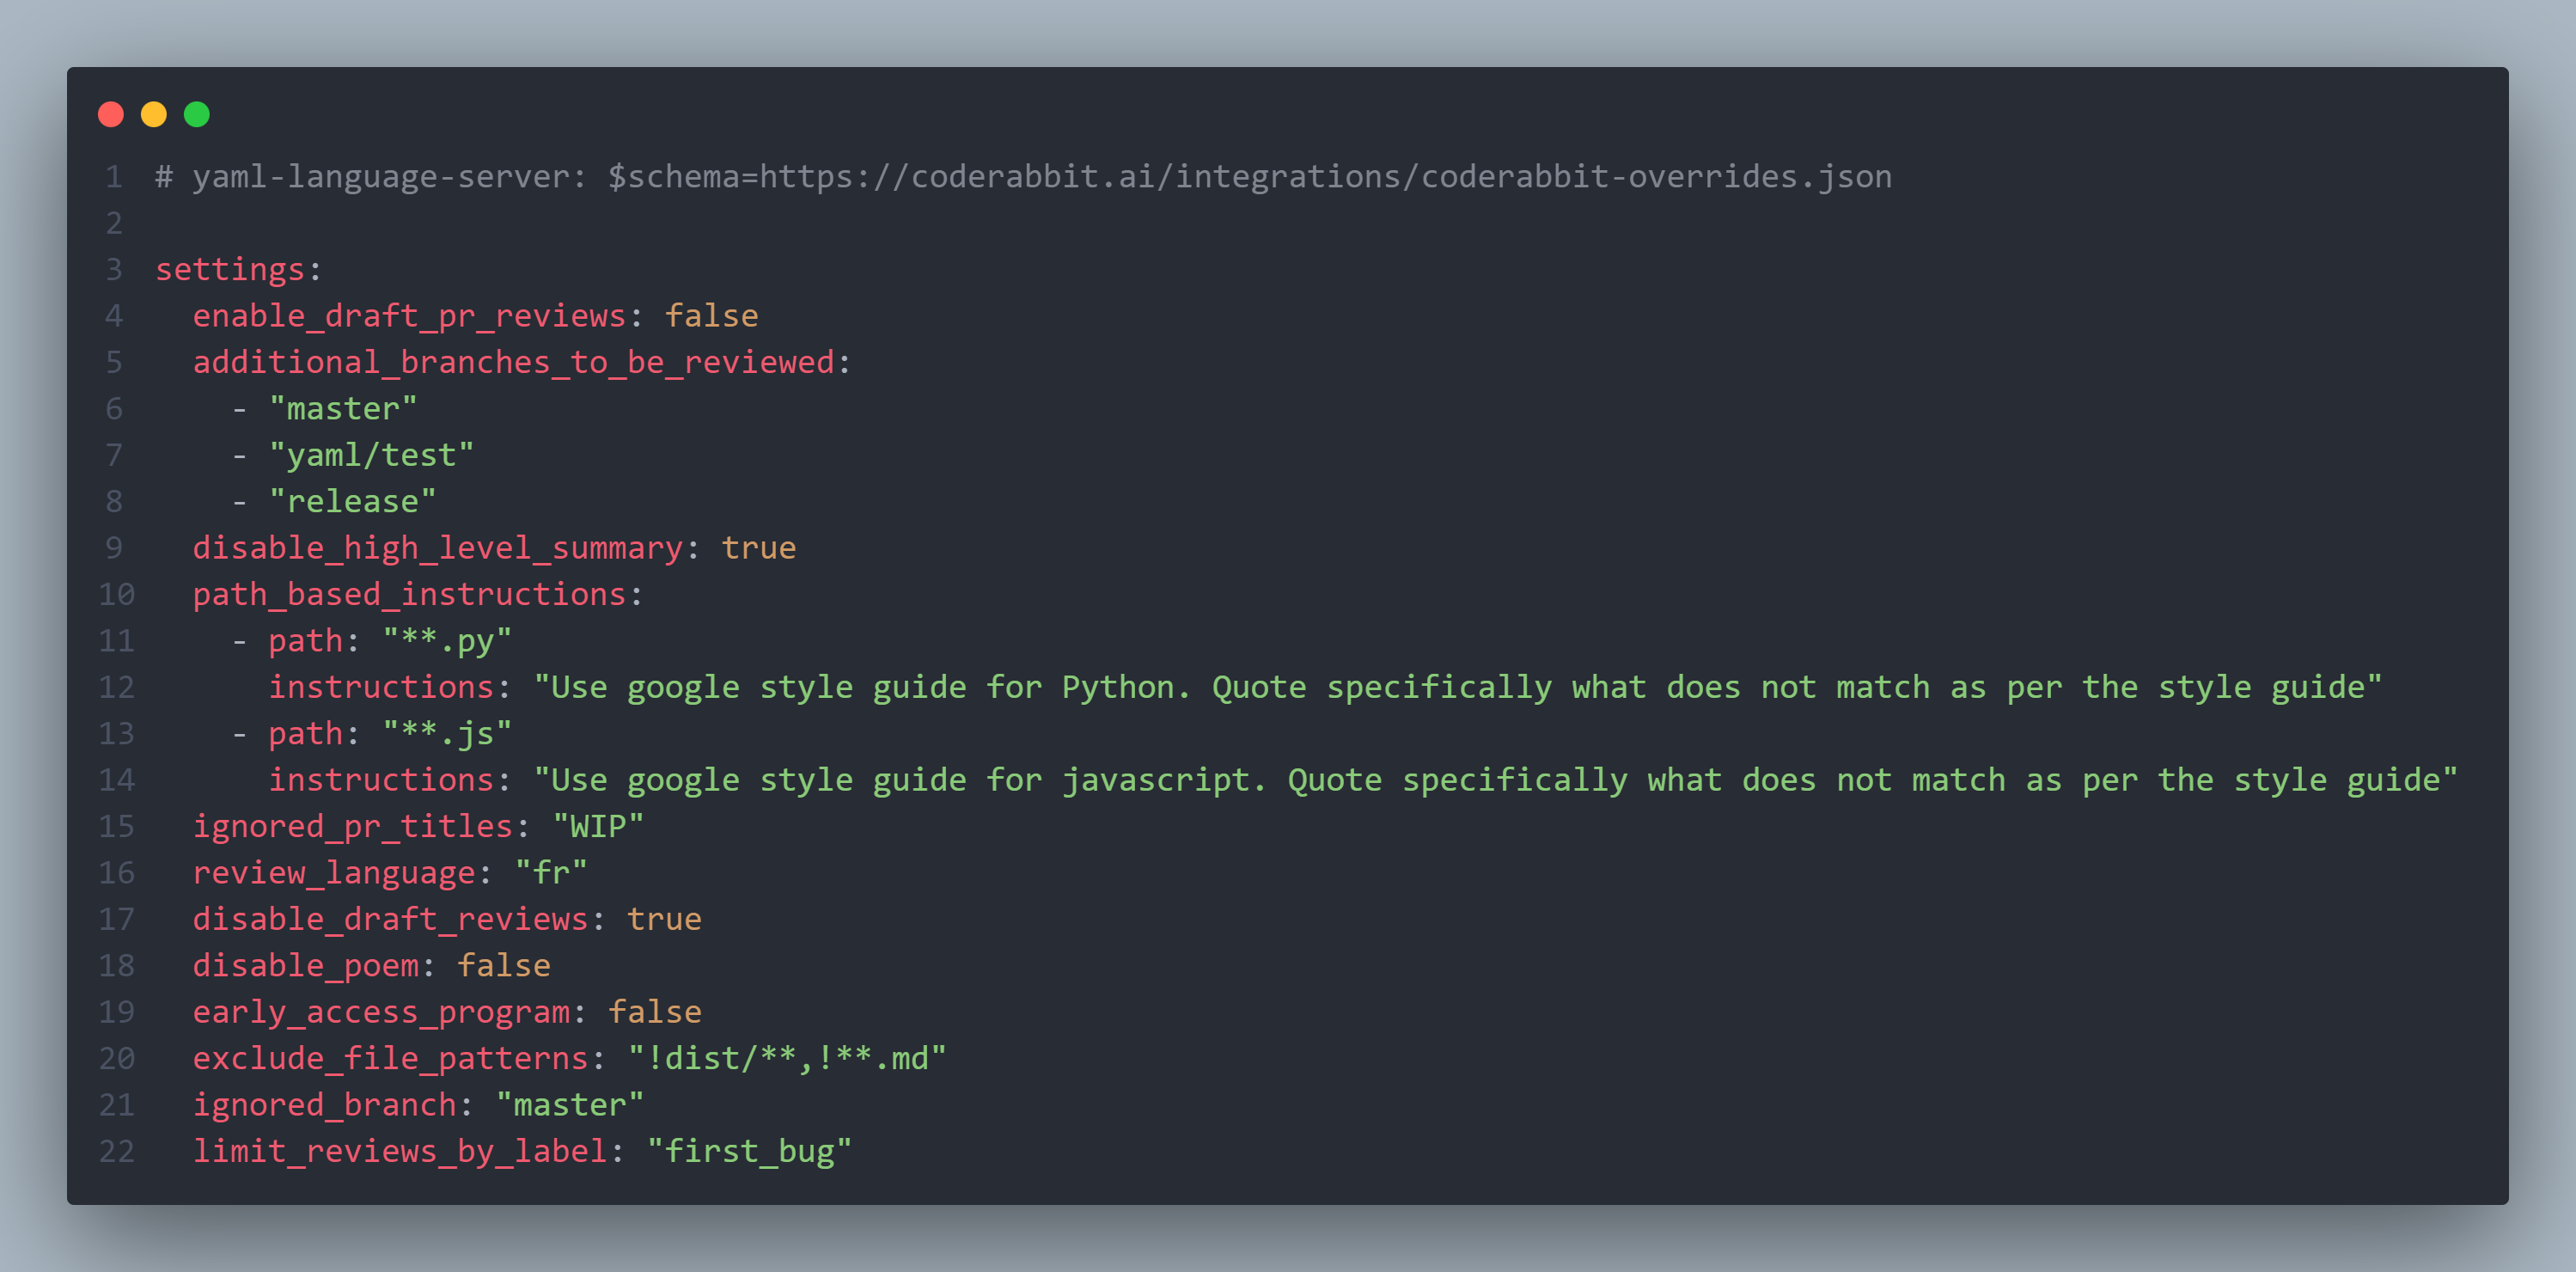 1 # yaml-language-server: $schema=https://coderabbit.ai/integrations/coderabbit-overrides.json
2
3 settings:
4   enable_draft_pr_reviews: false
5   additional_branches_to_be_reviewed:
6     - "master"
7     - "yaml/test"
8     - "release"
9   disable_high_level_summary: true
10   path_based_instructions:
11     - path: "**.py"
12       instructions: "Use google style guide for Python. Quote specifically what does not match as per the style guide"
13     - path: "**.js"
14       instructions: "Use google style guide for javascript. Quote specifically what does not match as per the style guide"
15   ignored_pr_titles: "WIP"
16   review_language: "fr"
17   disable_draft_reviews: true
18   disable_poem: false
19   early_access_program: false
20   exclude_file_patterns: "!dist/**,!**.md"
21   ignored_branch: "master"
22   limit_reviews_by_label: "first_bug"